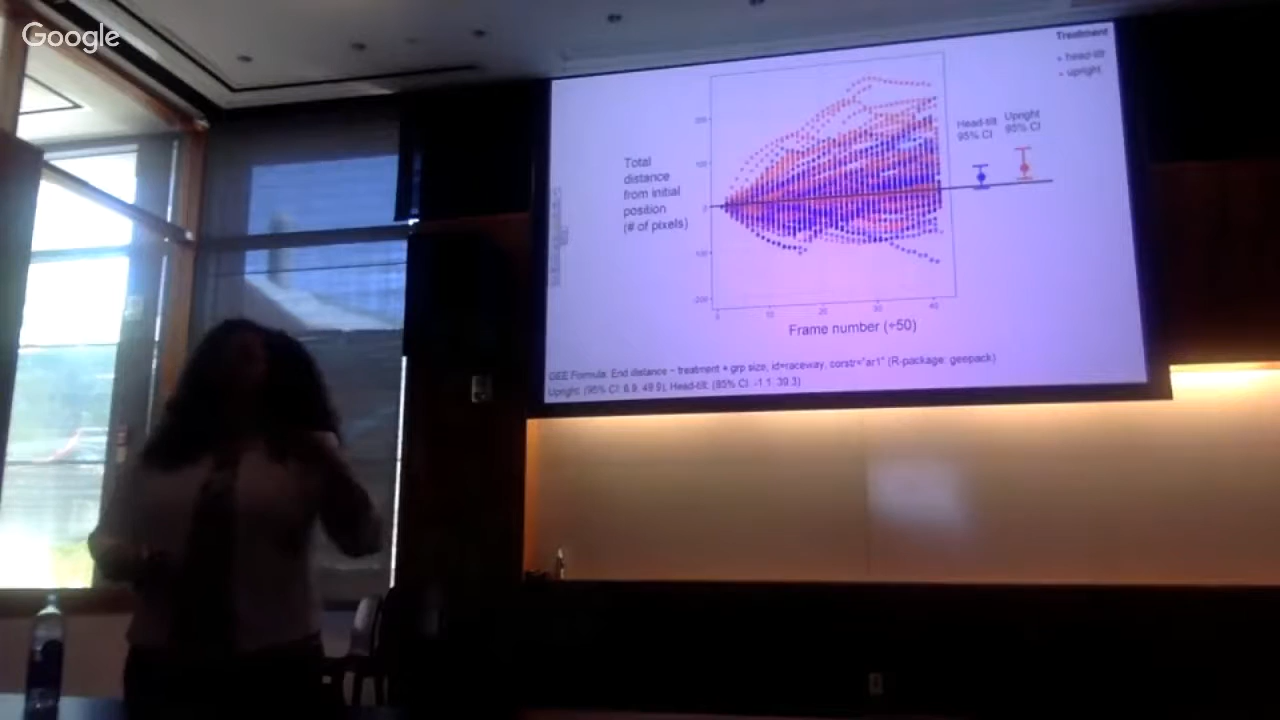 Google
Treatment
head-tilt
upright
Head-tilt
95% CI
Upright
95% CI
Total
distance
from initial
position
(# of pixels)
100
0
100
-200
0
10
20
30
40
Frame number (÷50)
GEE Formula: End distance ~ treatment + grp size, id=raceway, constr="ar1" (R-package: geepack)
Upright: (95% CI: 6.9, 49.9); Head-tilt: (95% CI: -1.1, 39.3)